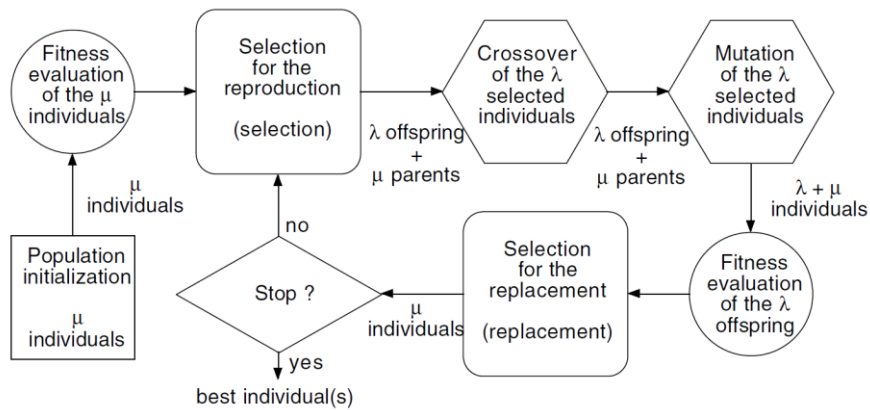 Fitness
evaluation
of the μ
individuals
Selection
for the
reproduction
(selection)
λ offspring
+
μ parents
Crossover
of the λ
selected
individuals
λ offspring
+
μ parents
Mutation
of the λ
selected
individuals
λ + μ
individuals
Fitness
evaluation
of the λ
offspring
Selection
for the
replacement
(replacement)
μ
individuals
Stop ?
no
yes
best individual(s)
μ
individuals
Population
initialization
μ
individuals